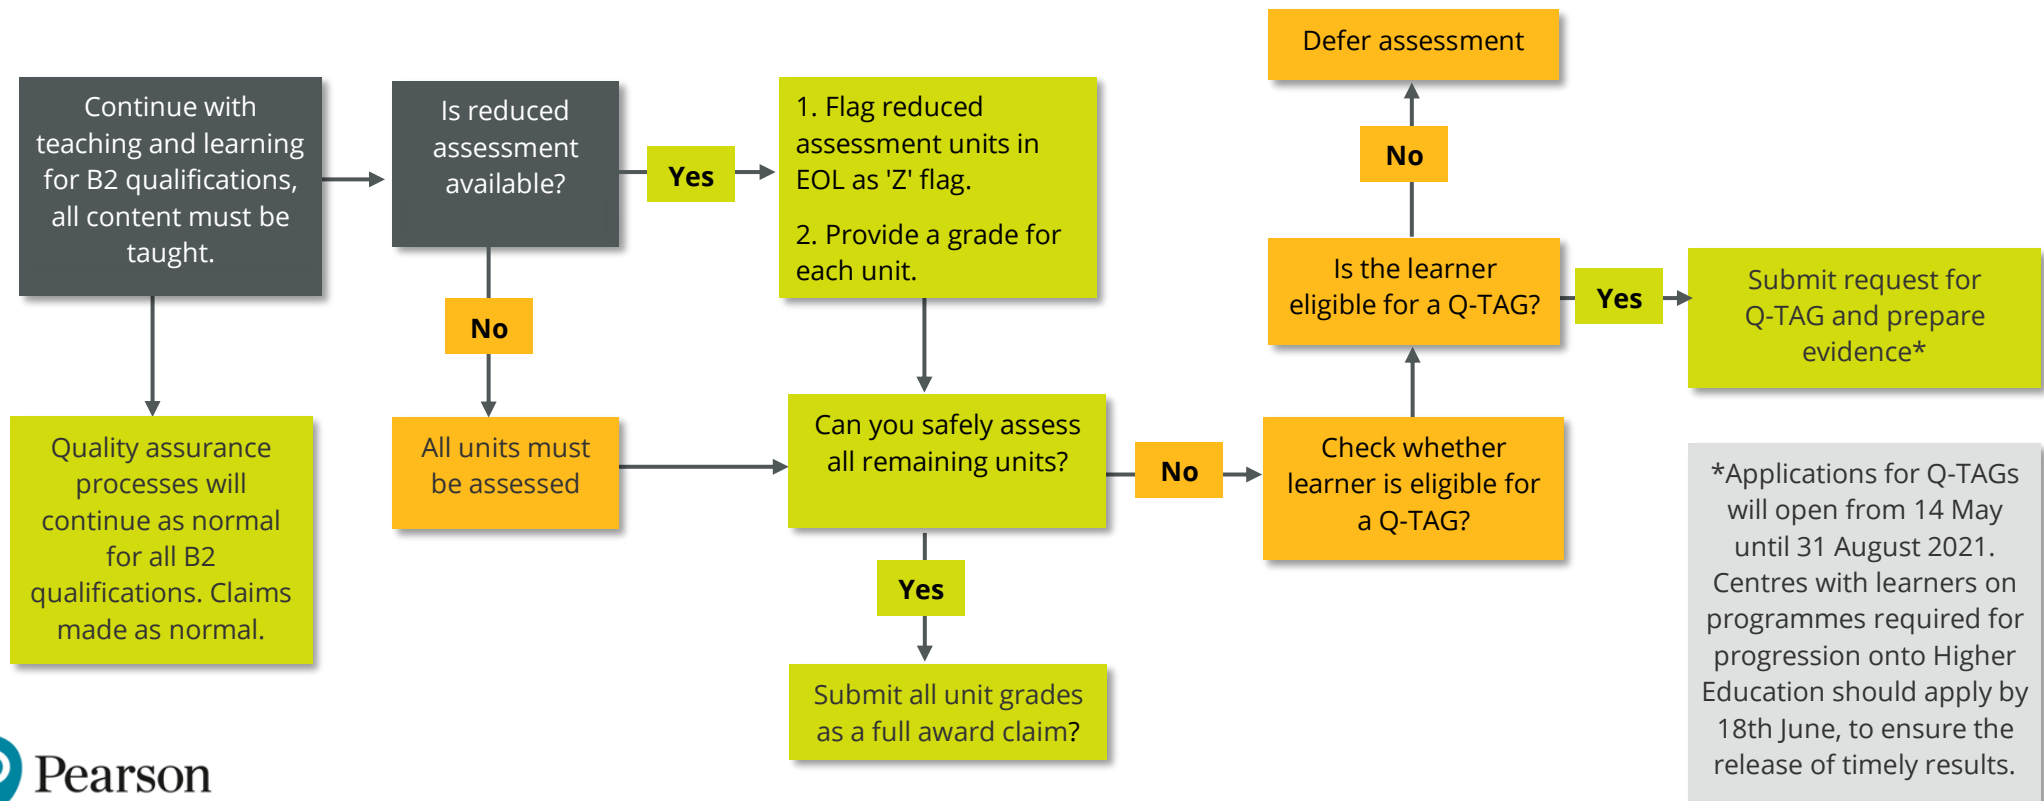 Continue with
teaching and learning
for B2 qualifications,
all content must be
taught.
Quality assurance
processes will
continue as normal
for all B2
qualifications. Claims
made as normal.
Is reduced
assessment
available?
Yes
No
All units must
be assessed
1. Flag reduced
assessment units in
EOL as 'Z' flag.
2. Provide a grade for
each unit.
Can you safely assess
all remaining units?
Yes
Submit all unit grades
as a full award claim?
No
Check whether
learner is eligible for
a Q-TAG?
Is the learner
eligible for a Q-TAG?
No
Defer assessment
Yes
Submit request for
Q-TAG and prepare
evidence*
*Applications for Q-TAGs
will open from 14 May
until 31 August 2021.
Centres with learners on
programmes required for
progression onto Higher
Education should apply by
18th June, to ensure the
release of timely results.
Pearson